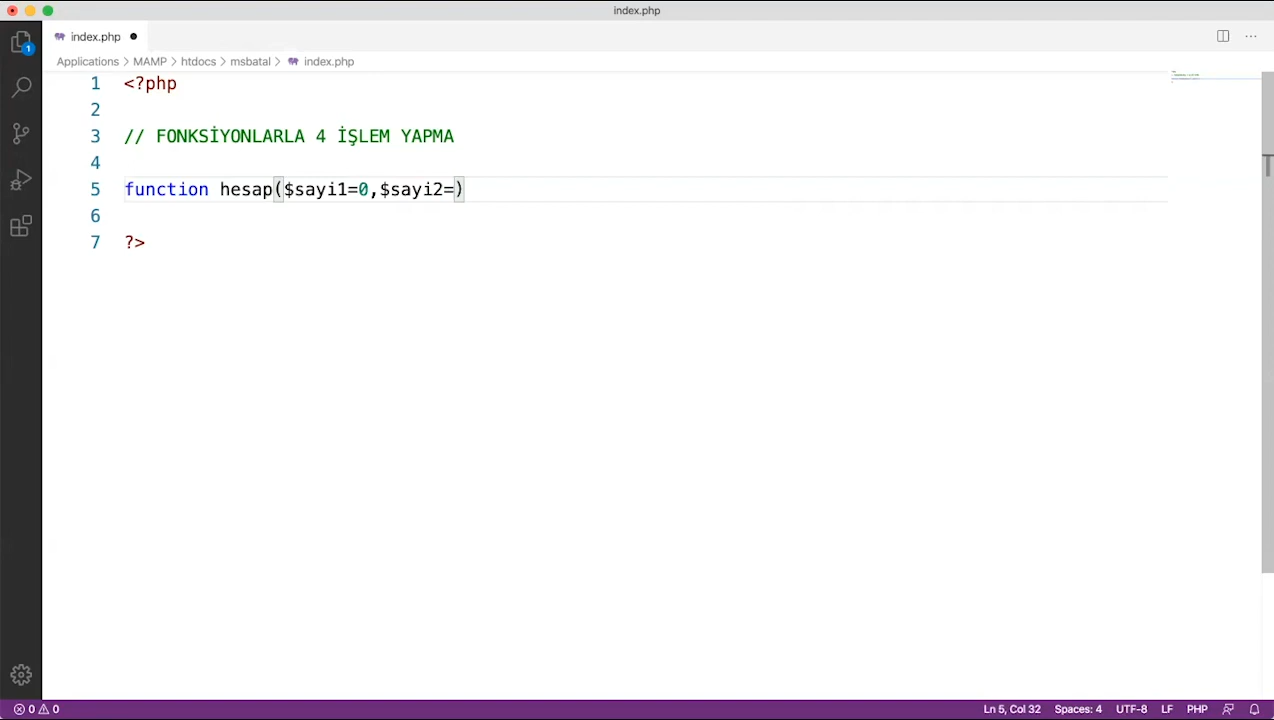 index.php
index.php
Applications > MAMP > htdocs > msbatal > index.php
1 <?php
2
3 // FONKSİYONLARLA 4 İŞLEM YAPMA
4
5 function hesap($sayi1=0,$sayi2=)
6
7 ?>
1
0 0 Ln 5, Col 32 Spaces: 4 UTF-8 LF PHP